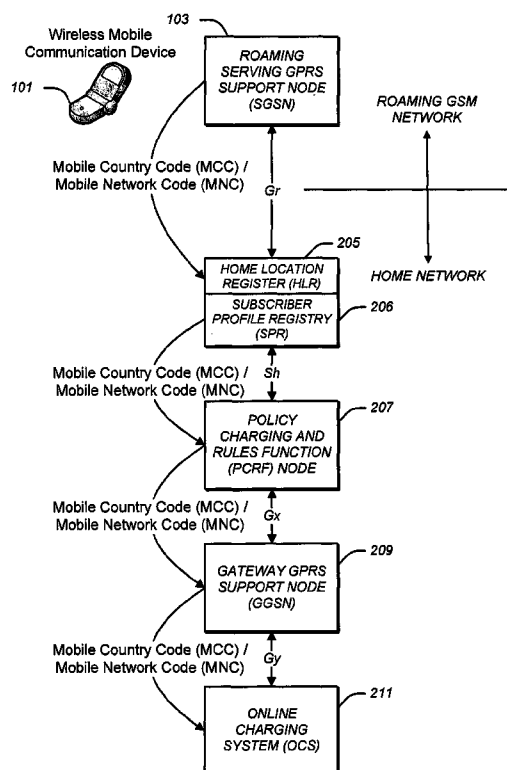 Wireless Mobile
Communication Device
101
103
ROAMING
SERVING GPRS
SUPPORT NODE
(SGSN)
ROAMING GSM
NETWORK
Mobile Country Code (MCC) /
Mobile Network Code (MNC)
Gr
HOME NETWORK
205
HOME LOCATION
REGISTER (HLR)
206
SUBSCRIBER
PROFILE REGISTRY
(SPR)
Mobile Country Code (MCC) /
Mobile Network Code (MNC)
Sh
207
POLICY
CHARGING AND
RULES FUNCTION
(PCRF) NODE
Mobile Country Code (MCC) /
Mobile Network Code (MNC)
Gx
209
GATEWAY GPRS
SUPPORT NODE
(GGSN)
Mobile Country Code (MCC) /
Mobile Network Code (MNC)
Gy
211
ONLINE
CHARGING
SYSTEM (OCS)